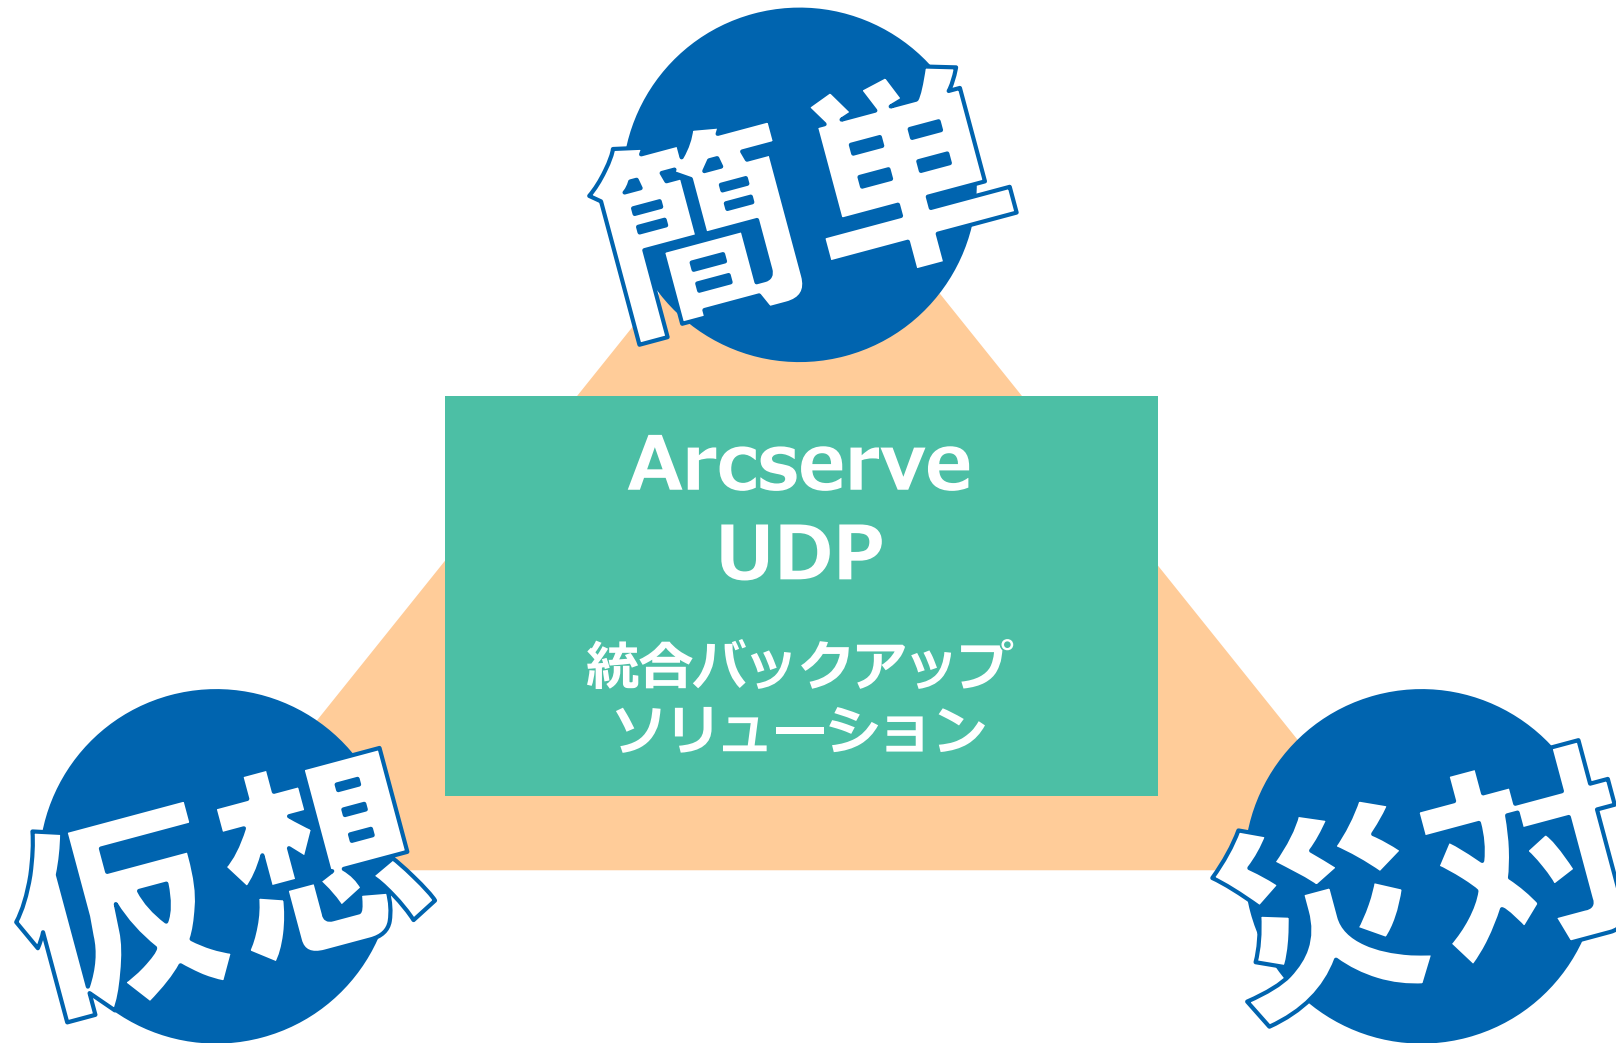 簡単
Arcserve
UDP
統合バックアップ
ソリューション
仮想
災対